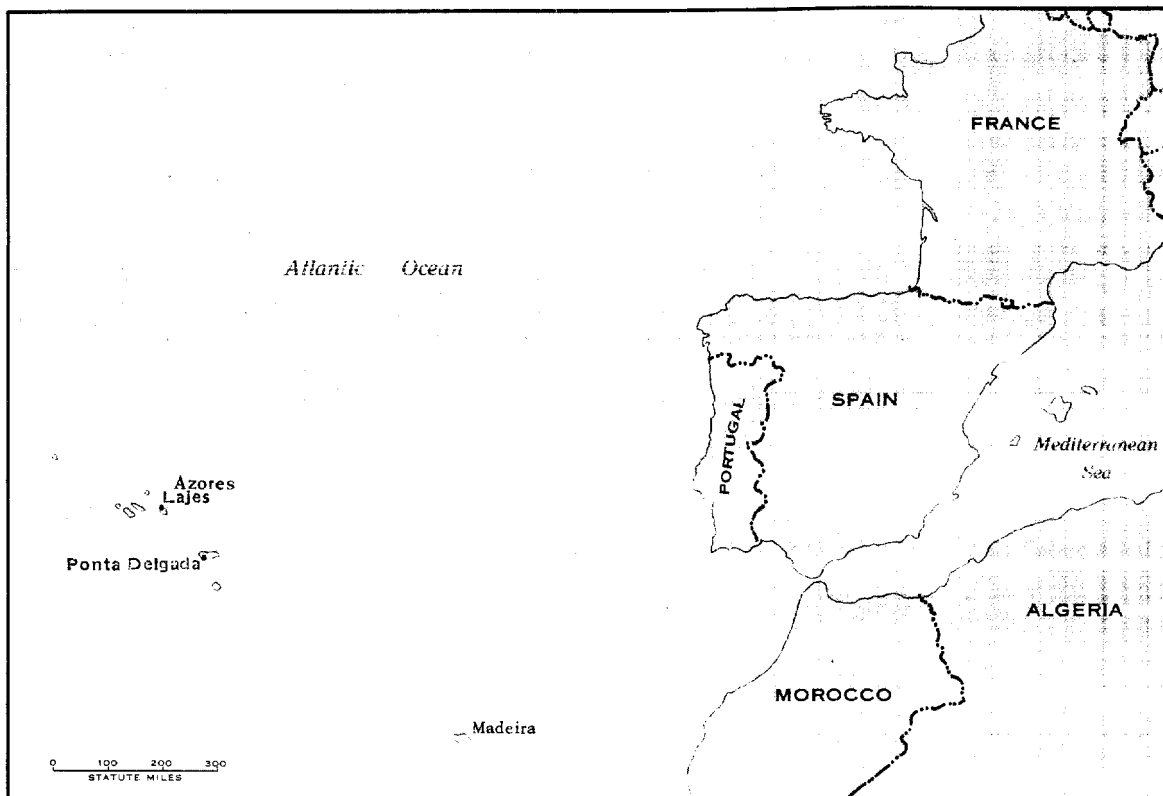 FRANCE
Atlantic Ocean
SPAIN
PORTUGAL
Mediterranean
Sea
Azores
Lajes
Ponta Delgada
ALGERIA
MOROCCO
Madeira
0 100 200 300
STATUTE MILES